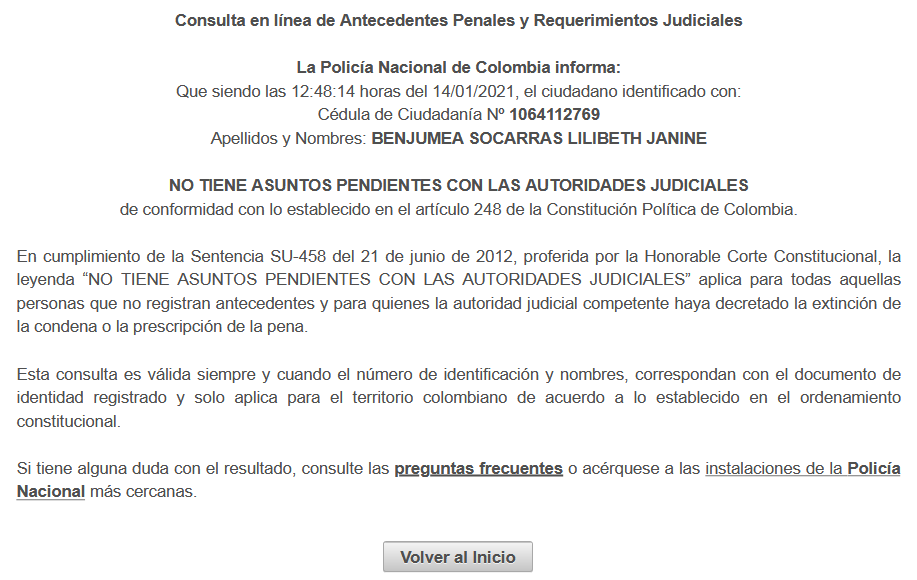 Consulta en línea de Antecedentes Penales y Requerimientos Judiciales
La Policía Nacional de Colombia informa:
Que siendo las 12:48:14 horas del 14/01/2021, el ciudadano identificado con:
Cédula de Ciudadanía Nº 1064112769
Apellidos y Nombres: BENJUMEA SOCARRAS LILIBETH JANINE
NO TIENE ASUNTOS PENDIENTES CON LAS AUTORIDADES JUDICIALES
de conformidad con lo establecido en el artículo 248 de la Constitución Política de Colombia.
En cumplimiento de la Sentencia SU-458 del 21 de junio de 2012, proferida por la Honorable Corte Constitucional, la
leyenda “NO TIENE ASUNTOS PENDIENTES CON LAS AUTORIDADES JUDICIALES” aplica para todas aquellas
personas que no registran antecedentes y para quienes la autoridad judicial competente haya decretado la extinción de
la condena o la prescripción de la pena.
Esta consulta es válida siempre y cuando el número de identificación y nombres, correspondan con el documento de
identidad registrado y solo aplica para el territorio colombiano de acuerdo a lo establecido en el ordenamiento
constitucional.
Si tiene alguna duda con el resultado, consulte las preguntas frecuentes o acérquese a las instalaciones de la Policía
Nacional más cercanas.
Volver al Inicio